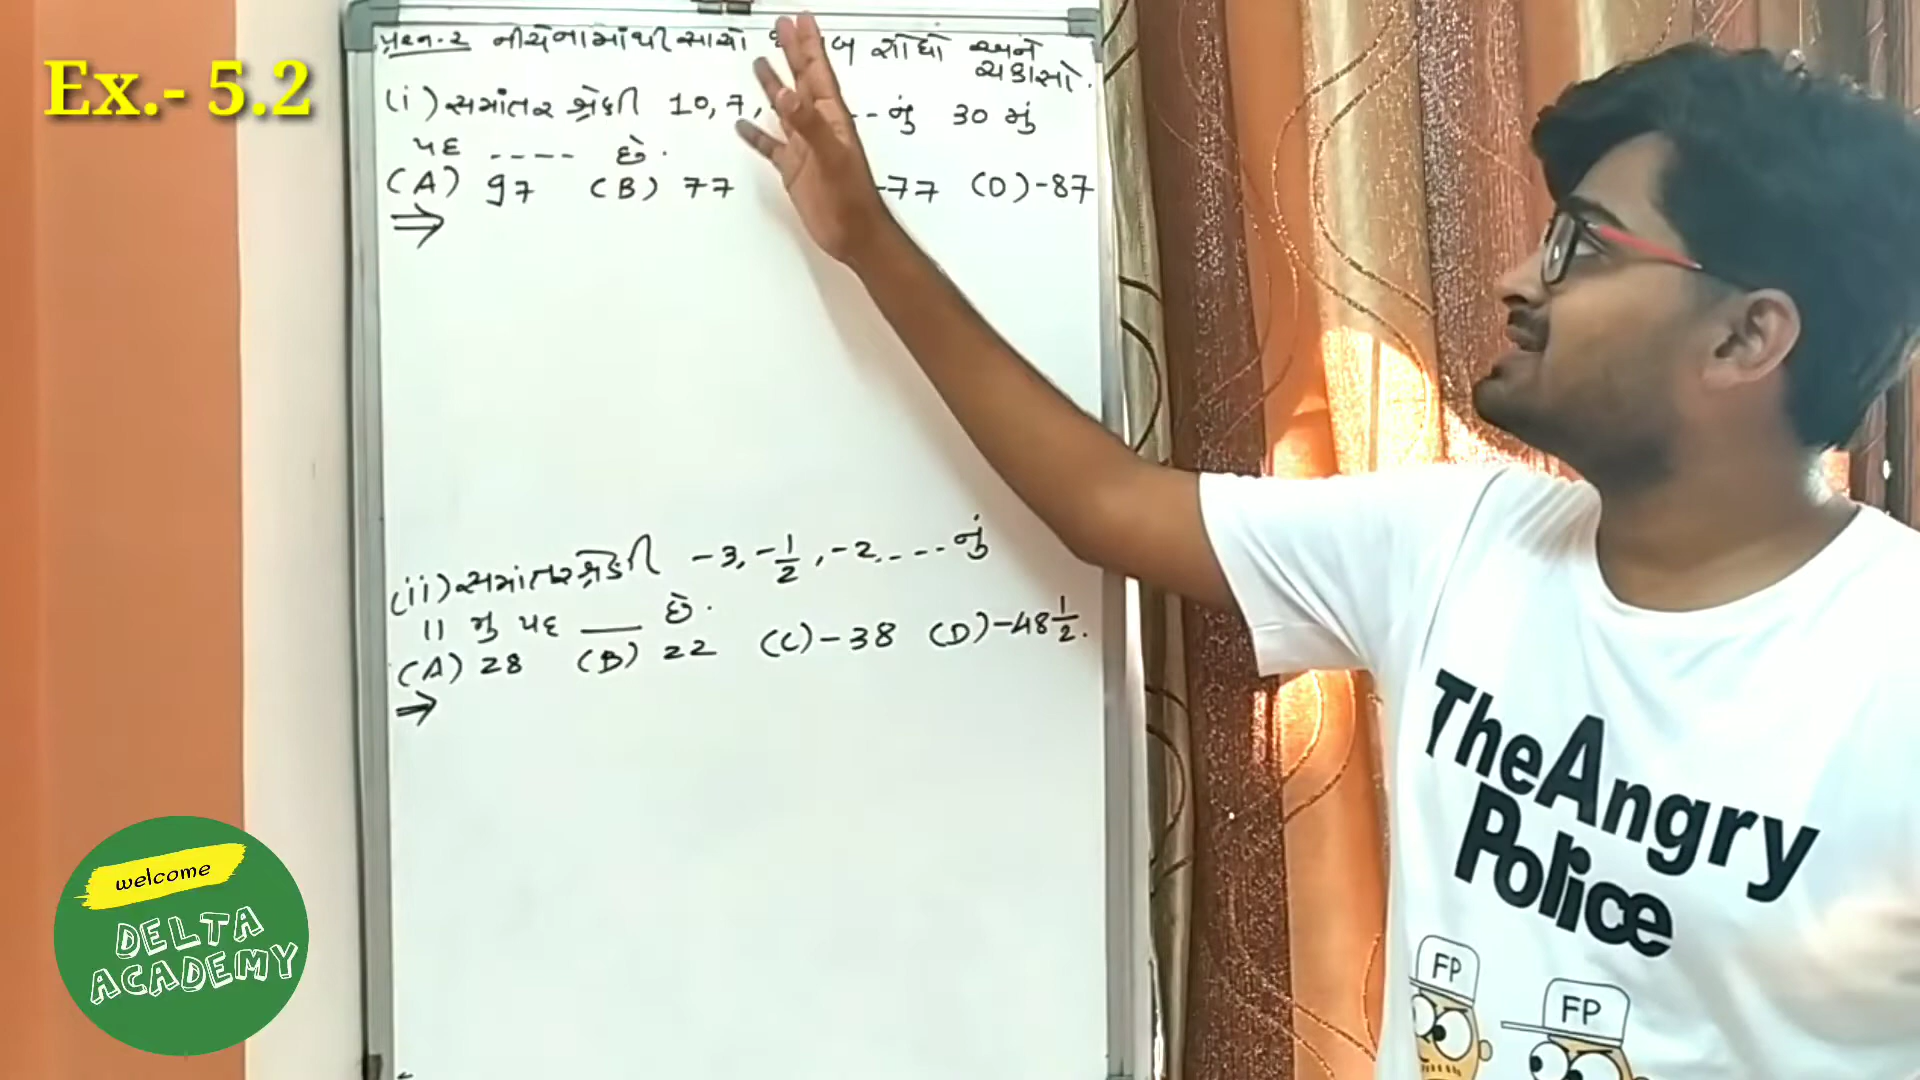 Ex.- 5.2
પ્રશ્ન-2 નીચેનામાંથી સાચો શોધો અને
ચકાસો.
(i) સમાંતર શ્રેણી 10, 7, -- નું 30 મું
પદ ---- છે.
(A) 97 (B) 77 -77 (D) -87
⇒
(ii) સમાંતર શ્રેણી -3, -1/2, -2, --- નું
11 મું પદ ___ છે.
(A) 28 (B) 22 (C) -38 (D) -48 1/2.
⇒
welcome
DELTA
ACADEMY
The Angry
Police
FP
FP